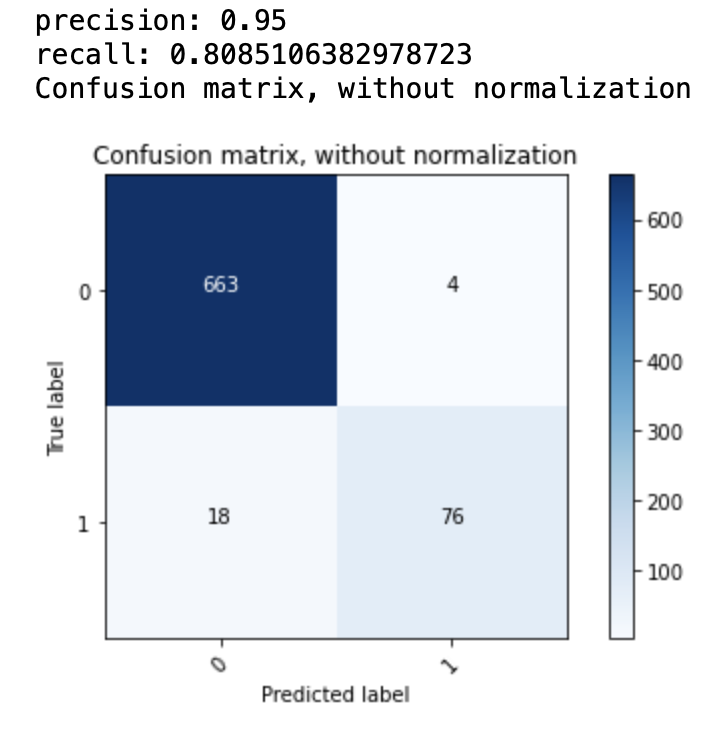 precision: 0.95
recall: 0.8085106382978723
Confusion matrix, without normalization
Confusion matrix, without normalization
663
4
0
18
76
1
True label
0
1
Predicted label
600
500
400
300
200
100